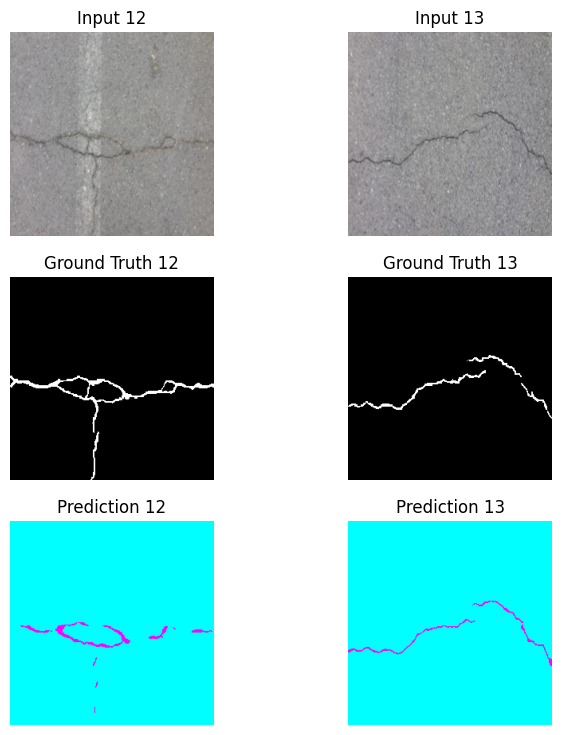 Input 12
Input 13
Ground Truth 12
Ground Truth 13
Prediction 12
Prediction 13